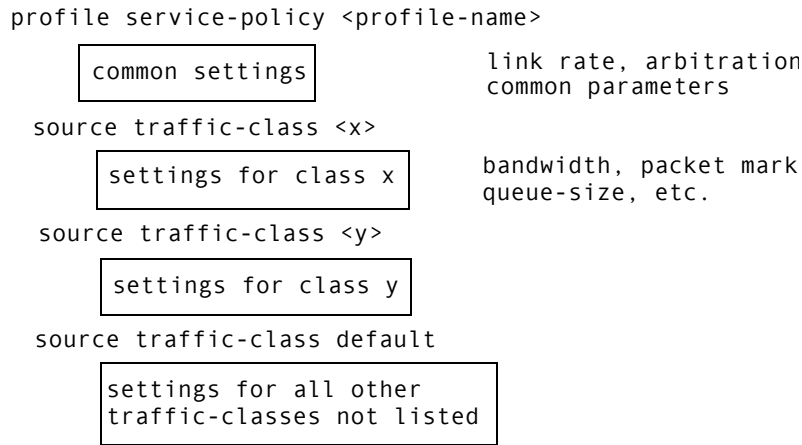 profile service-policy <profile-name>
common settings
link rate, arbitration
common parameters
source traffic-class <x>
settings for class x
bandwidth, packet mark
queue-size, etc.
source traffic-class <y>
settings for class y
source traffic-class default
settings for all other
traffic-classes not listed